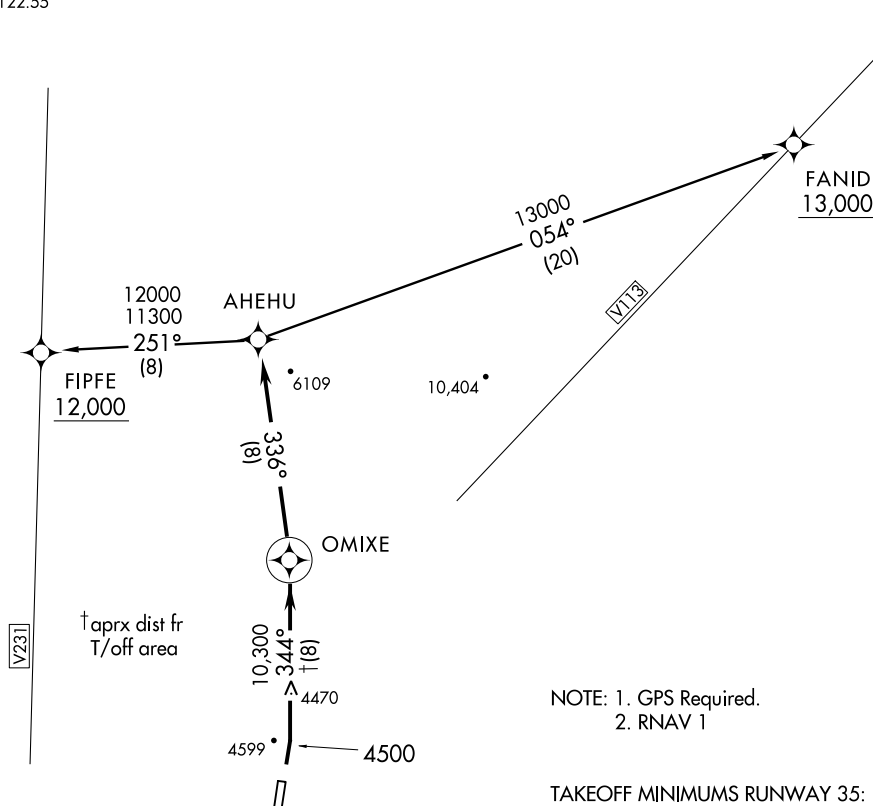 122.55
FANID
13,000
13000
054°
(20)
AHEHU
12000
11300
251°
(8)
V113
FIPFE
12,000
6109
10,404
336°
(8)
OMIXE
†aprx dist fr
T/off area
V231
10,300
344°
†(8)
4470
4599
4500
NOTE: 1. GPS Required.
2. RNAV 1
TAKEOFF MINIMUMS RUNWAY 35: